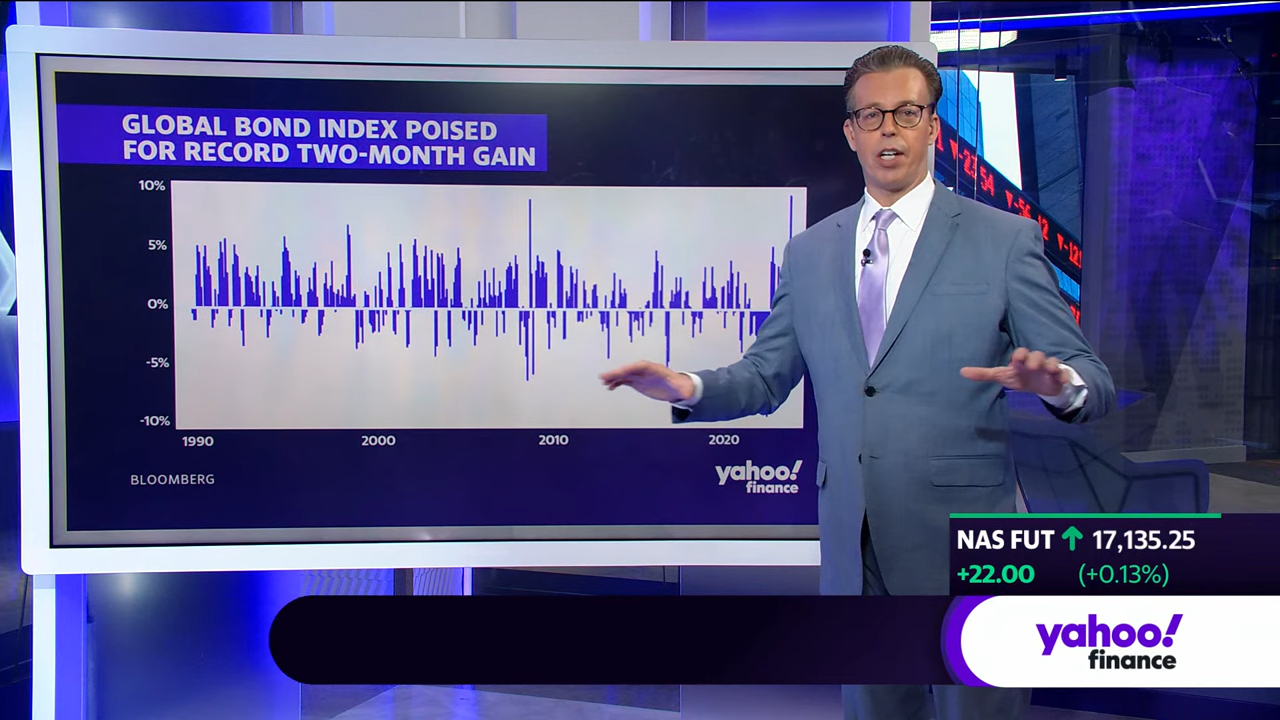 GLOBAL BOND INDEX POISED
FOR RECORD TWO-MONTH GAIN
10%
5%
0%
-5%
-10%
1990
2000
2010
2020
BLOOMBERG
yahoo!
finance
NAS FUT 17,135.25
+22.00 (+0.13%)
yahoo!
finance